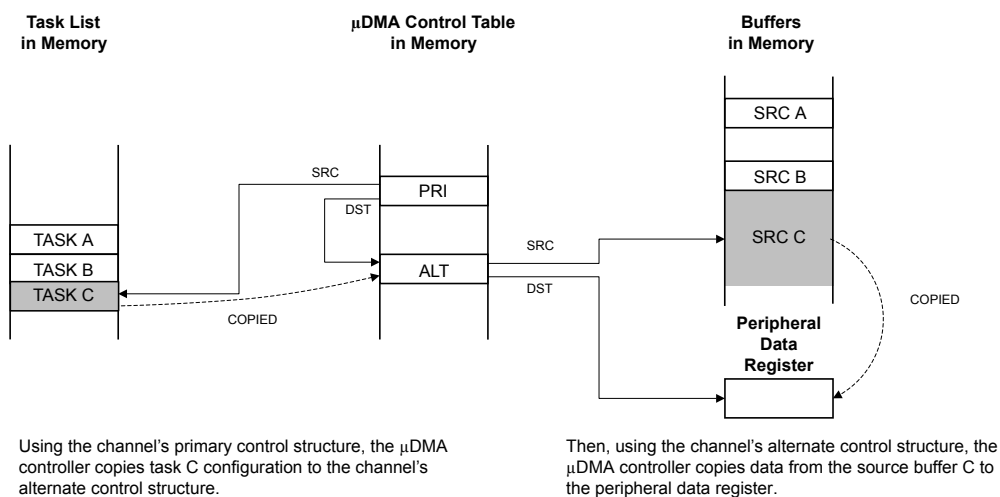 Task List
in Memory
µDMA Control Table
in Memory
Buffers
in Memory
SRC A
SRC B
SRC C
SRC
PRI
DST
TASK A
TASK B
TASK C
ALT
SRC
DST
COPIED
COPIED
Peripheral
Data
Register
Using the channel's primary control structure, the µDMA
controller copies task C configuration to the channel's
alternate control structure.
Then, using the channel's alternate control structure, the
µDMA controller copies data from the source buffer C to
the peripheral data register.